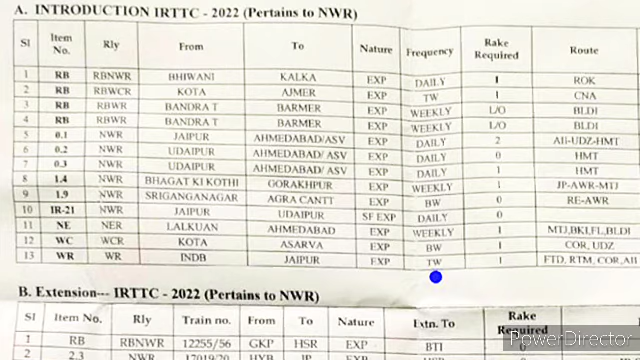 A. INTRODUCTION IRTTC - 2022 (Pertains to NWR)
Sl Item No. Rly From To Nature Frequency Rake Required Route
1 RB RBNWR BHIWANI KALKA EXP DAILY 1 ROK
2 RB RBWCR KOTA AJMER EXP TW 1 CNA
3 RB RBWR BANDRA T BARMER EXP WEEKLY L/O BLDI
4 RB RBWR BANDRA T BARMER EXP WEEKLY L/O BLDI
5 0.1 NWR JAIPUR AHMEDABAD/ASV EXP DAILY 2 AII-UDZ-HMT
6 0.2 NWR UDAIPUR AHMEDABAD/ ASV EXP DAILY 0 HMT
7 0.3 NWR UDAIPUR AHMEDABAD/ ASV EXP DAILY 1 HMT
8 1.4 NWR BHAGAT KI KOTHI GORAKHPUR EXP WEEKLY 1 JP-AWR-MTJ
9 1.9 NWR SRIGANGANAGAR AGRA CANTT EXP BW 0 RE-AWR
10 IR-21 NWR JAIPUR UDAIPUR SF EXP DAILY 0
11 NE NER LALKUAN AHMEDABAD EXP WEEKLY 1 MTJ,BKI,FL,BLDI
12 WC WCR KOTA ASARVA EXP BW 0 COR, UDZ
13 WR WR INDB JAIPUR EXP TW 1 FTD, RTM, COR,AII
B. Extension--- IRTTC - 2022 (Pertains to NWR)
Sl Item No. Rly Train no. From To Nature Extn. To Rake Required
1 RB RBNWR 12255/56 GKP HSR EXP BTI
2 2.3 NWR 17019/20 HYB JP EXP
PowerDirector